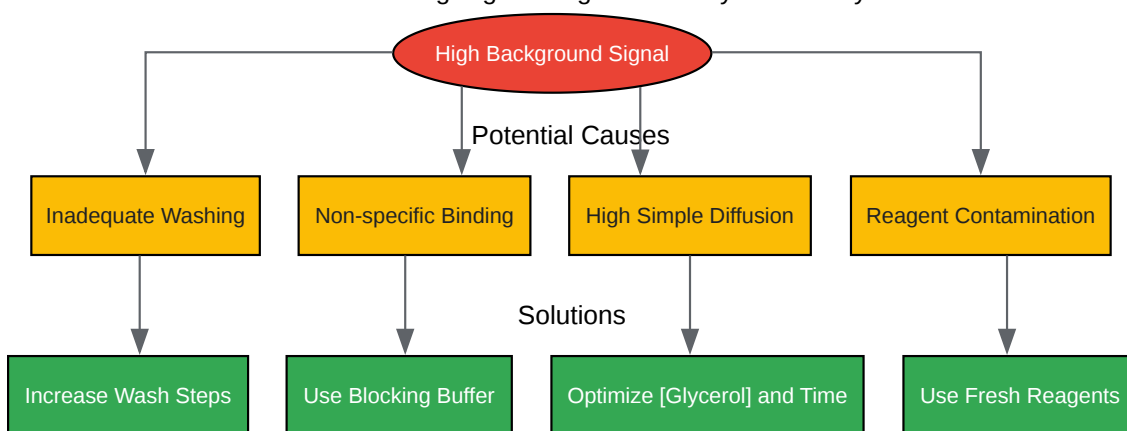 High Background Signal
Potential Causes
Inadequate Washing
Non-specific Binding
High Simple Diffusion
Reagent Contamination
Solutions
Increase Wash Steps
Use Blocking Buffer
Optimize [Glycerol] and Time
Use Fresh Reagents